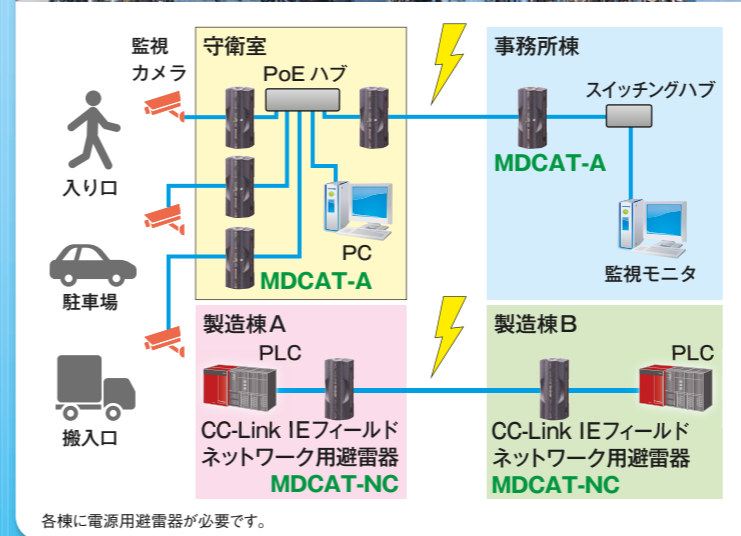 監視
カメラ
守衛室
PoE ハブ
事務所棟
スイッチングハブ
MDCAT-A
入り口
PC
監視モニタ
MDCAT-A
駐車場
製造棟A
PLC
製造棟B
PLC
搬入口
CC-Link IEフィールド
ネットワーク用避雷器
MDCAT-NC
CC-Link IEフィールド
ネットワーク用避雷器
MDCAT-NC
各棟に電源用避雷器が必要です。